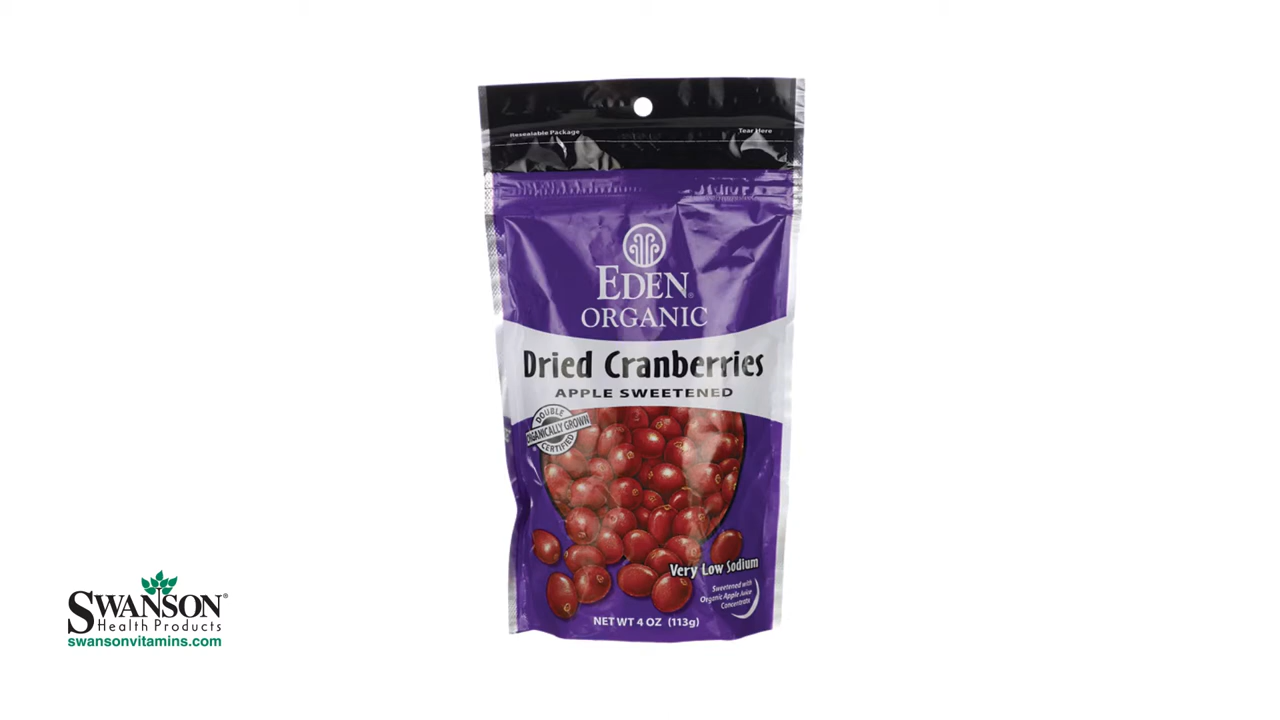 Resealable Package
Tear Here
EDEN®
ORGANIC
Dried Cranberries
APPLE SWEETENED
DOUBLE
ORGANICALLY GROWN
CERTIFIED
Very Low Sodium
Sweetened with
Organic Apple Juice
Concentrate
NET WT 4 OZ (113g)
SWANSON®
Health Products
swansonvitamins.com